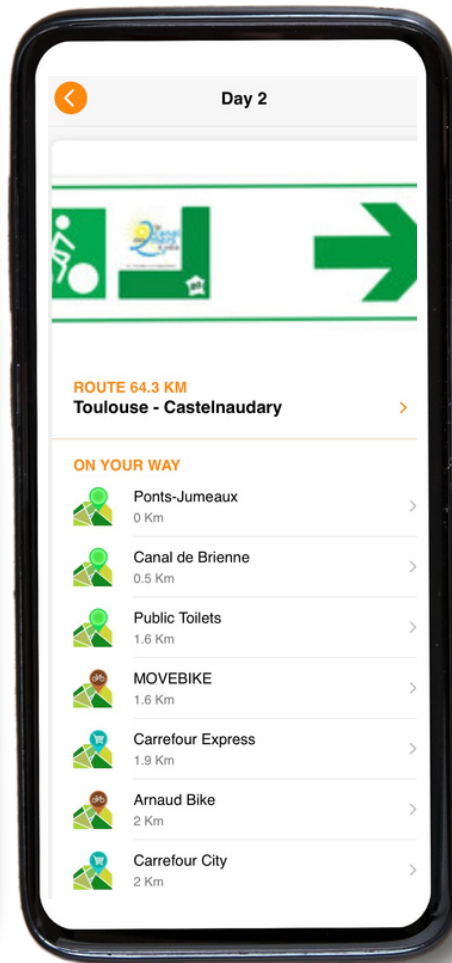 Day 2
ROUTE 64.3 KM
Toulouse - Castelnaudary
ON YOUR WAY
Ponts-Jumeaux
0 Km
Canal de Brienne
0.5 Km
Public Toilets
1.6 Km
MOVEBIKE
1.6 Km
Carrefour Express
1.9 Km
Arnaud Bike
2 Km
Carrefour City
2 Km